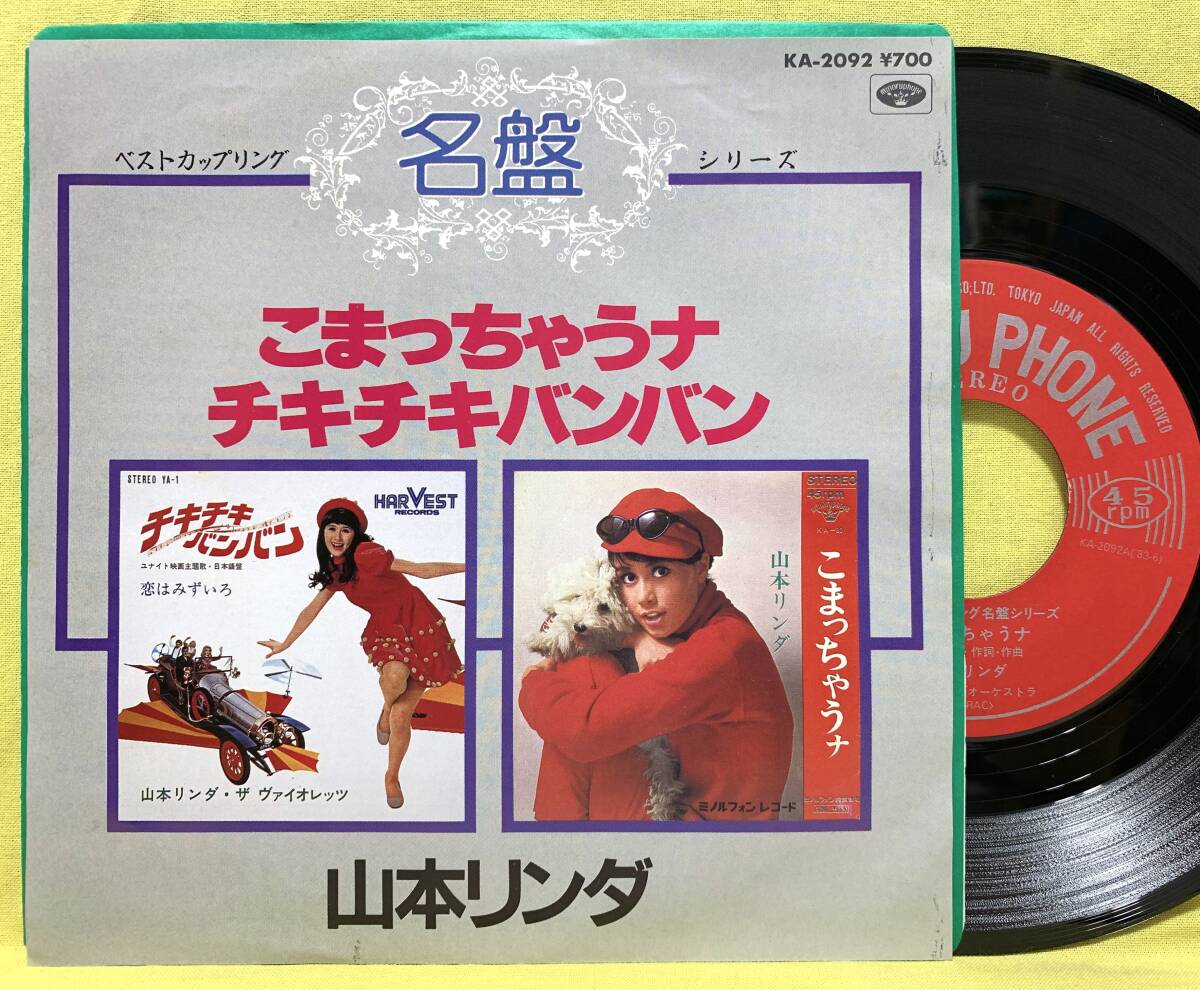 KA-2092 ¥700
minoruphone
ベストカップリング
名盤
シリーズ
こまっちゃうナ
チキチキバンバン
STEREO YA-1
HARVEST
RECORDS
チキチキ
バンバン
ユナイト映画主題歌・日本語盤
恋はみずいろ
山本リンダ・ザ ヴァイオレッツ
STEREO
45rpm
山本リンダ
こまっちゃうナ
ミノルフォンレコード
山本リンダ
CO;LTD. TOKYO JAPAN ALL RIGHTS RESERVED
PHONE
EREO
45
rpm
KA-2092A('83-6)
グ名盤シリーズ
ちゃうナ
作詞・作曲
リンダ
オーケストラ
RAC>